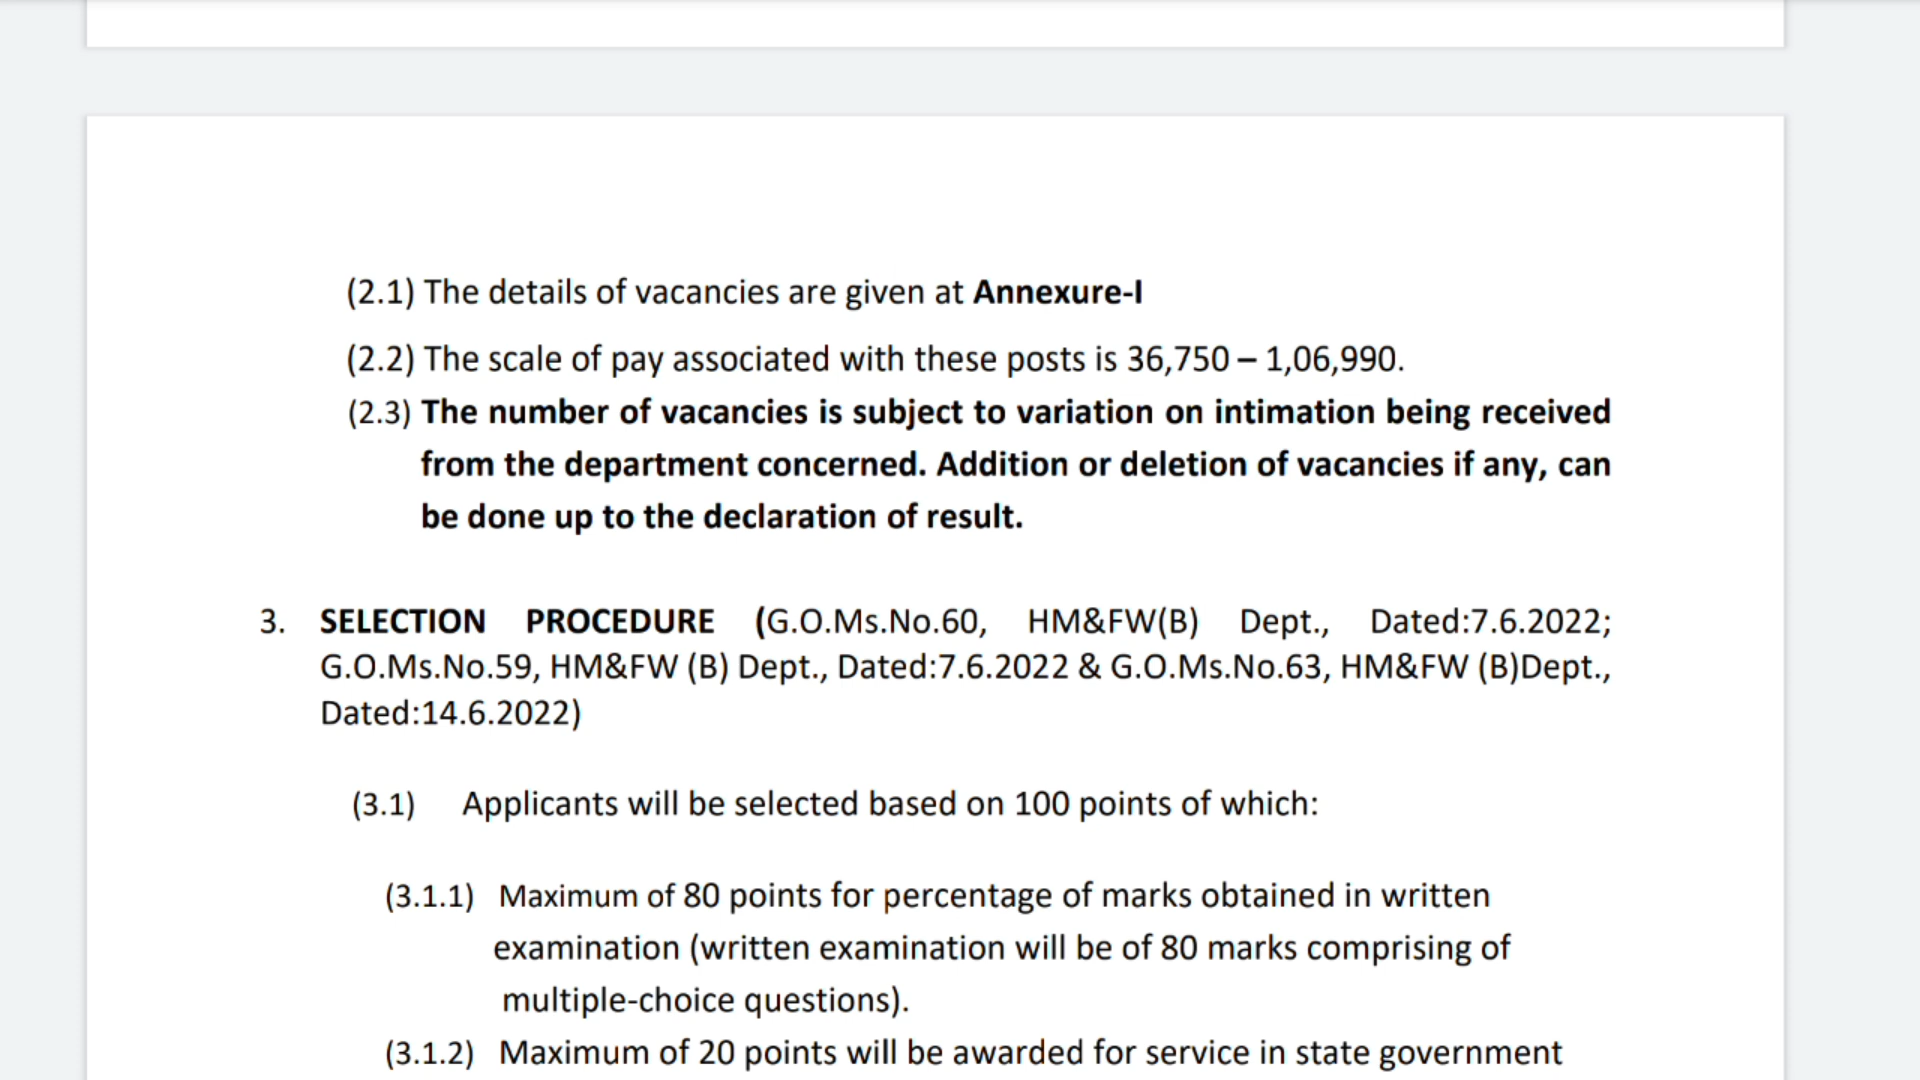 (2.1) The details of vacancies are given at Annexure-I
(2.2) The scale of pay associated with these posts is 36,750 – 1,06,990.
(2.3) The number of vacancies is subject to variation on intimation being received
from the department concerned. Addition or deletion of vacancies if any, can
be done up to the declaration of result.
3. SELECTION PROCEDURE (G.O.Ms.No.60, HM&FW(B) Dept., Dated:7.6.2022;
G.O.Ms.No.59, HM&FW (B) Dept., Dated:7.6.2022 & G.O.Ms.No.63, HM&FW (B)Dept.,
Dated:14.6.2022)
(3.1) Applicants will be selected based on 100 points of which:
(3.1.1) Maximum of 80 points for percentage of marks obtained in written
examination (written examination will be of 80 marks comprising of
multiple-choice questions).
(3.1.2) Maximum of 20 points will be awarded for service in state government